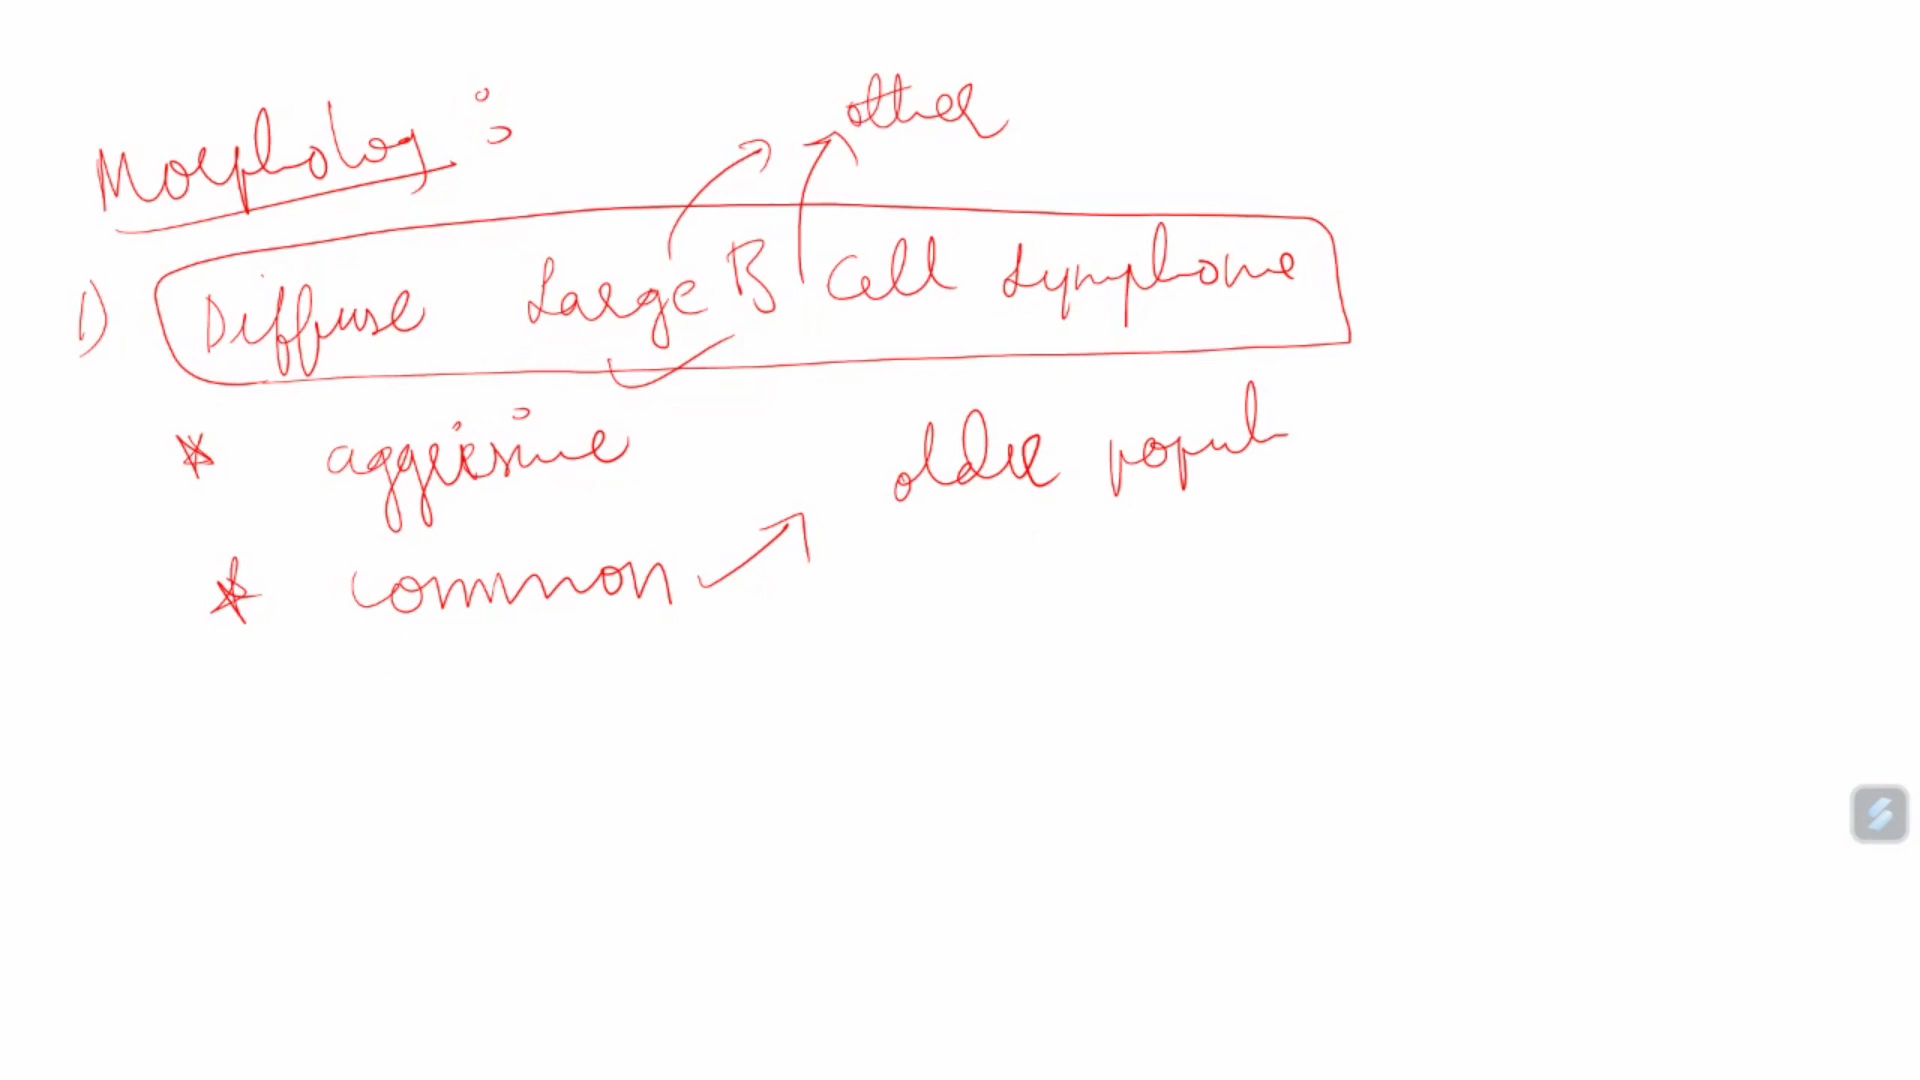 Morphology :
other
1) Diffuse Large B Cell Lymphoma
* aggressive
older popul
* common